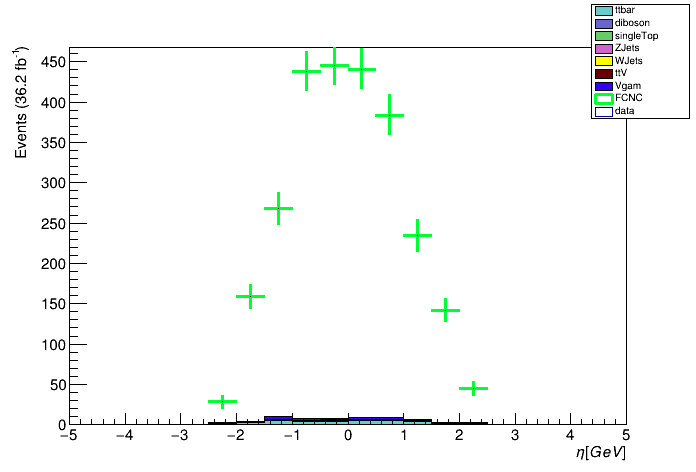 ttbar
diboson
singleTop
ZJets
WJets
ttV
Vgam
FCNC
data
Events (36.2 fb⁻¹)
450
400
350
300
250
200
150
100
50
0
−5 −4 −3 −2 −1 0 1 2 3 4 5
η[GeV]